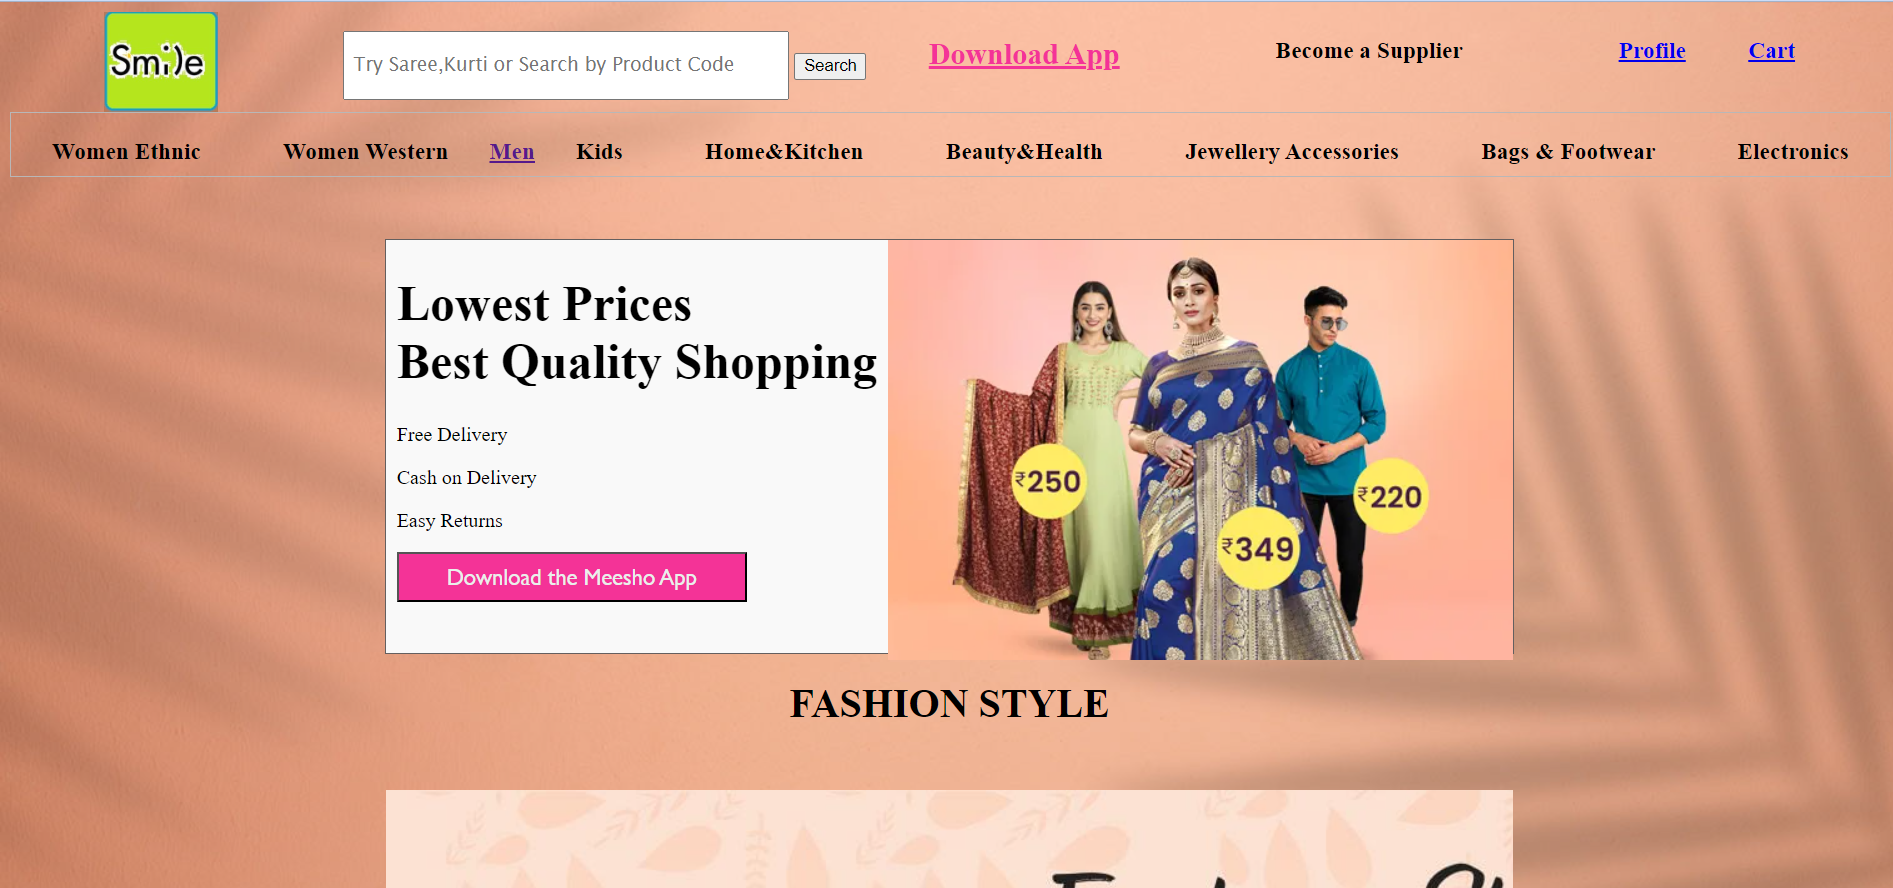 Smile
Try Saree,Kurti or Search by Product Code
Search
Download App
Become a Supplier
Profile
Cart
Women Ethnic
Women Western
Men
Kids
Home&Kitchen
Beauty&Health
Jewellery Accessories
Bags & Footwear
Electronics
Lowest Prices
Best Quality Shopping
Free Delivery
Cash on Delivery
Easy Returns
Download the Meesho App
₹250
₹349
₹220
FASHION STYLE